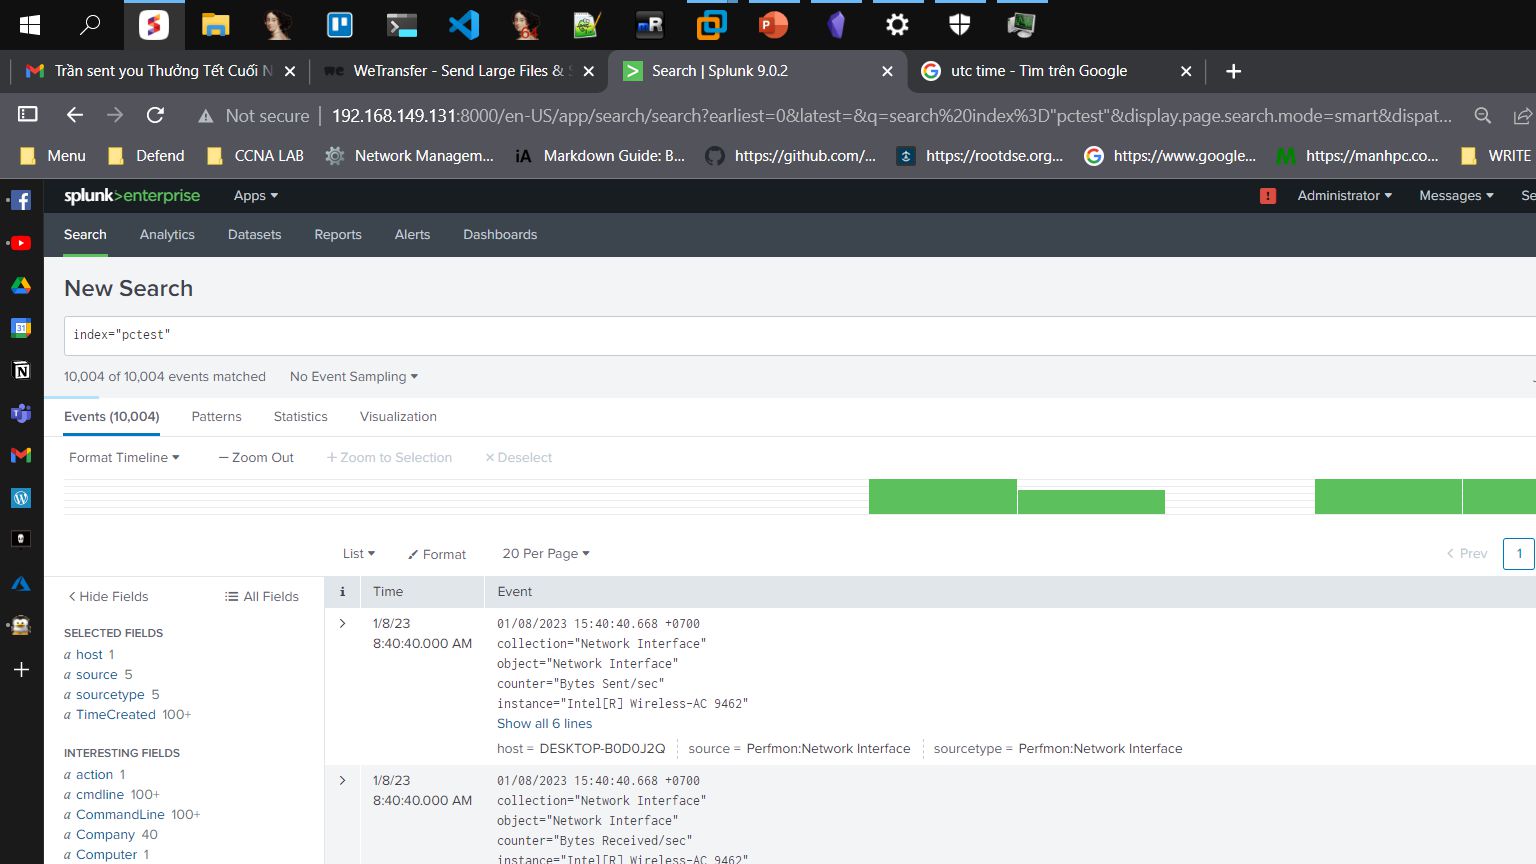 Trần sent you Thưởng Tết Cuối N
WeTransfer - Send Large Files & S
Search | Splunk 9.0.2
utc time - Tìm trên Google
Not secure
192.168.149.131:8000/en-US/app/search/search?earliest=0&latest=&q=search%20index%3D"pctest"&display.page.search.mode=smart&dispat...
Menu
Defend
CCNA LAB
Network Managem...
iA
Markdown Guide: B...
https://github.com/...
https://rootdse.org...
https://www.google...
https://manhpc.co...
WRITE
splunk>enterprise
Apps
Administrator
Messages
Se
Search
Analytics
Datasets
Reports
Alerts
Dashboards
New Search
index="pctest"
10,004 of 10,004 events matched
No Event Sampling
Events (10,004)
Patterns
Statistics
Visualization
Format Timeline
— Zoom Out
+ Zoom to Selection
× Deselect
List
Format
20 Per Page
< Prev
1
< Hide Fields
All Fields
i
Time
Event
SELECTED FIELDS
a host 1
a source 5
a sourcetype 5
a TimeCreated 100+
INTERESTING FIELDS
a action 1
a cmdline 100+
a CommandLine 100+
a Company 40
a Computer 1
1/8/23
8:40:40.000 AM
01/08/2023 15:40:40.668 +0700
collection="Network Interface"
object="Network Interface"
counter="Bytes Sent/sec"
instance="Intel[R] Wireless-AC 9462"
Show all 6 lines
host = DESKTOP-B0D0J2Q
source = Perfmon:Network Interface
sourcetype = Perfmon:Network Interface
1/8/23
8:40:40.000 AM
01/08/2023 15:40:40.668 +0700
collection="Network Interface"
object="Network Interface"
counter="Bytes Received/sec"
instance="Intel[R] Wireless-AC 9462"